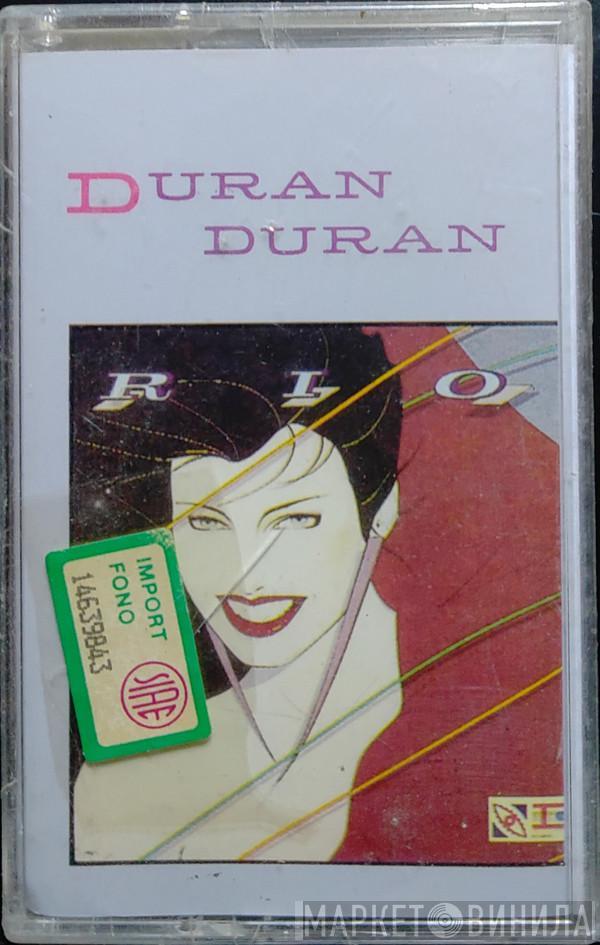 DURAN
DURAN
RIO
IMPORT
FONO
14639843
SIAE
МАРКЕТ ВИНИЛА